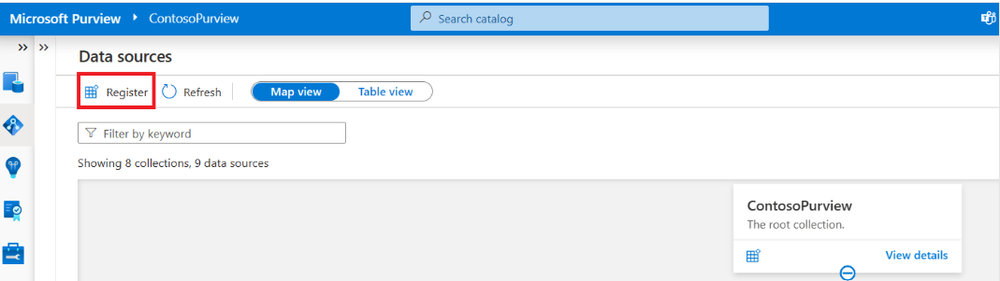 Microsoft Purview ContosoPurview Search catalog
Data sources
Register Refresh Map view Table view
Filter by keyword
Showing 8 collections, 9 data sources
ContosoPurview
The root collection.
View details